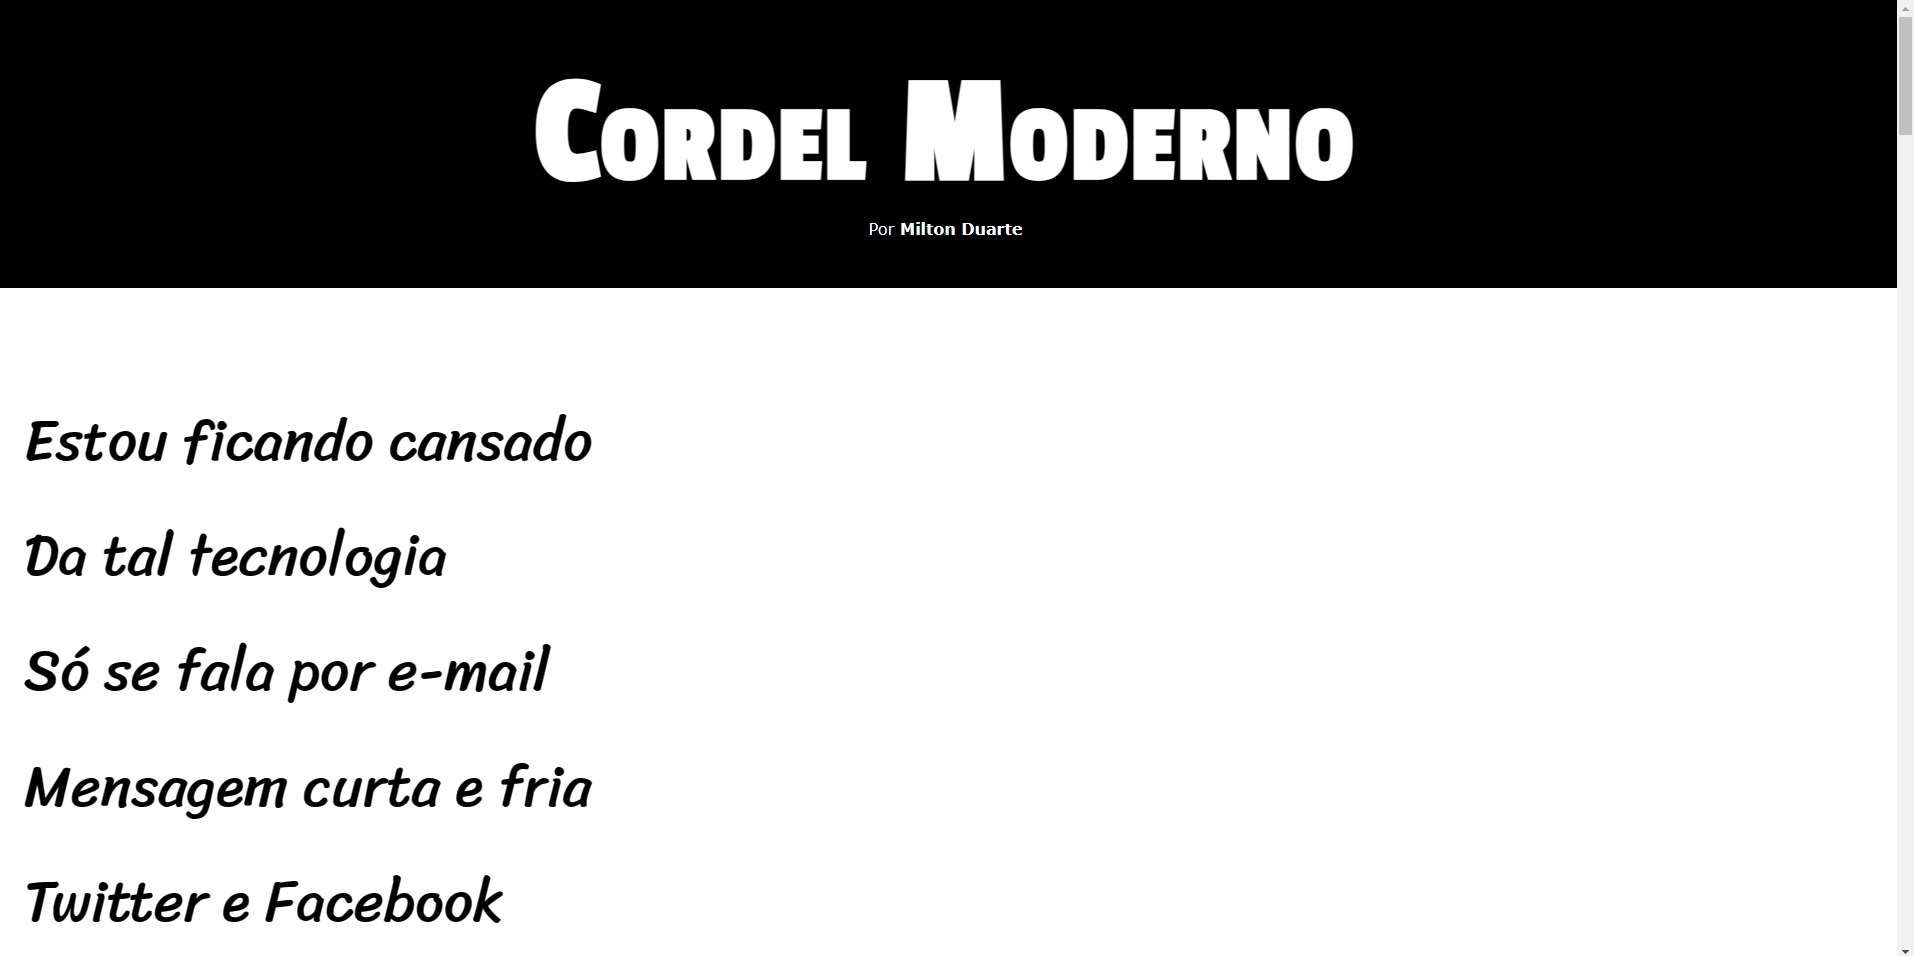 Cordel Moderno
Por Milton Duarte
Estou ficando cansado
Da tal tecnologia
Só se fala por e-mail
Mensagem curta e fria
Twitter e Facebook